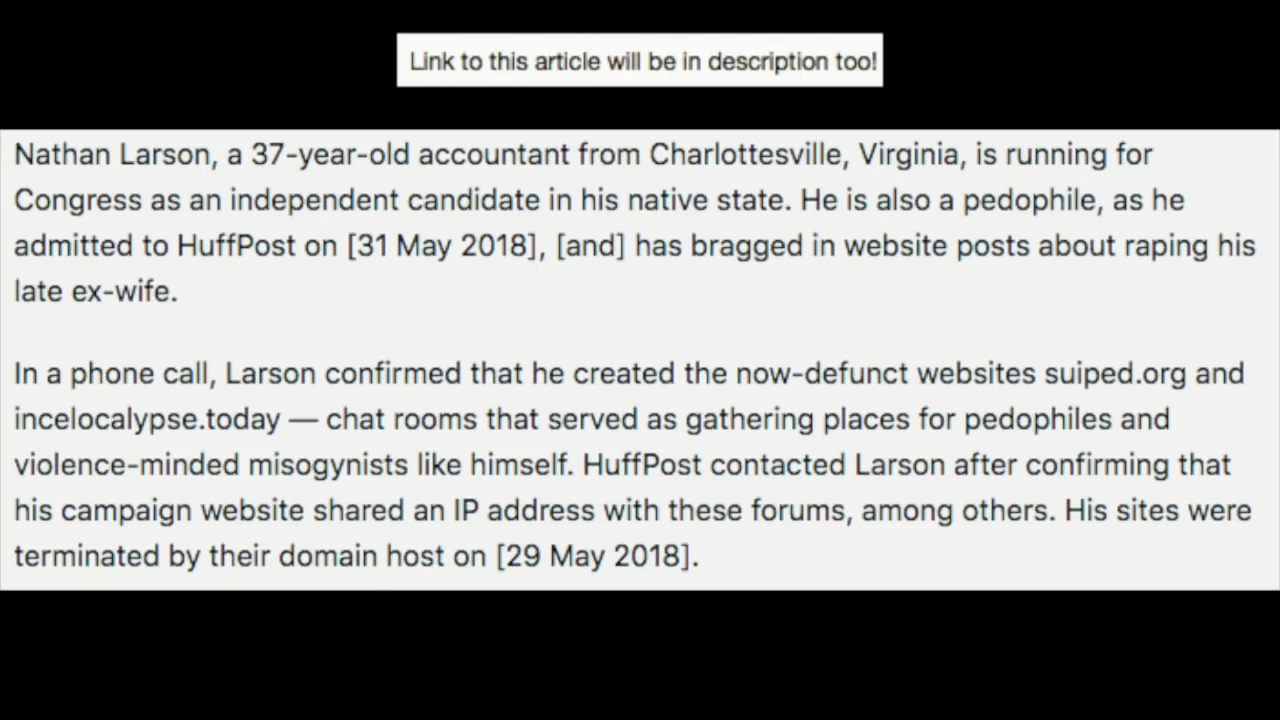 Link to this article will be in description too!
Nathan Larson, a 37-year-old accountant from Charlottesville, Virginia, is running for
Congress as an independent candidate in his native state. He is also a pedophile, as he
admitted to HuffPost on [31 May 2018], [and] has bragged in website posts about raping his
late ex-wife.
In a phone call, Larson confirmed that he created the now-defunct websites suiped.org and
incelocalypse.today — chat rooms that served as gathering places for pedophiles and
violence-minded misogynists like himself. HuffPost contacted Larson after confirming that
his campaign website shared an IP address with these forums, among others. His sites were
terminated by their domain host on [29 May 2018].